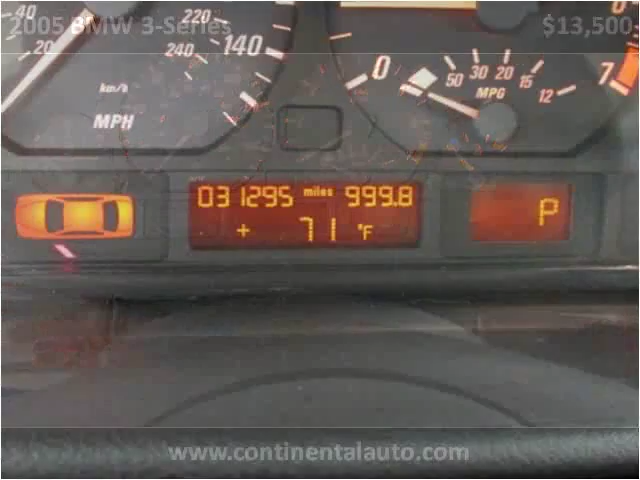 2005 BMW 3-Series $13,500
40 220 6
20 240 140 0 50 30 20 15 7
km/h MPG 12
MPH
031295 miles 999.8 P
+ 71 °F
www.continentalauto.com